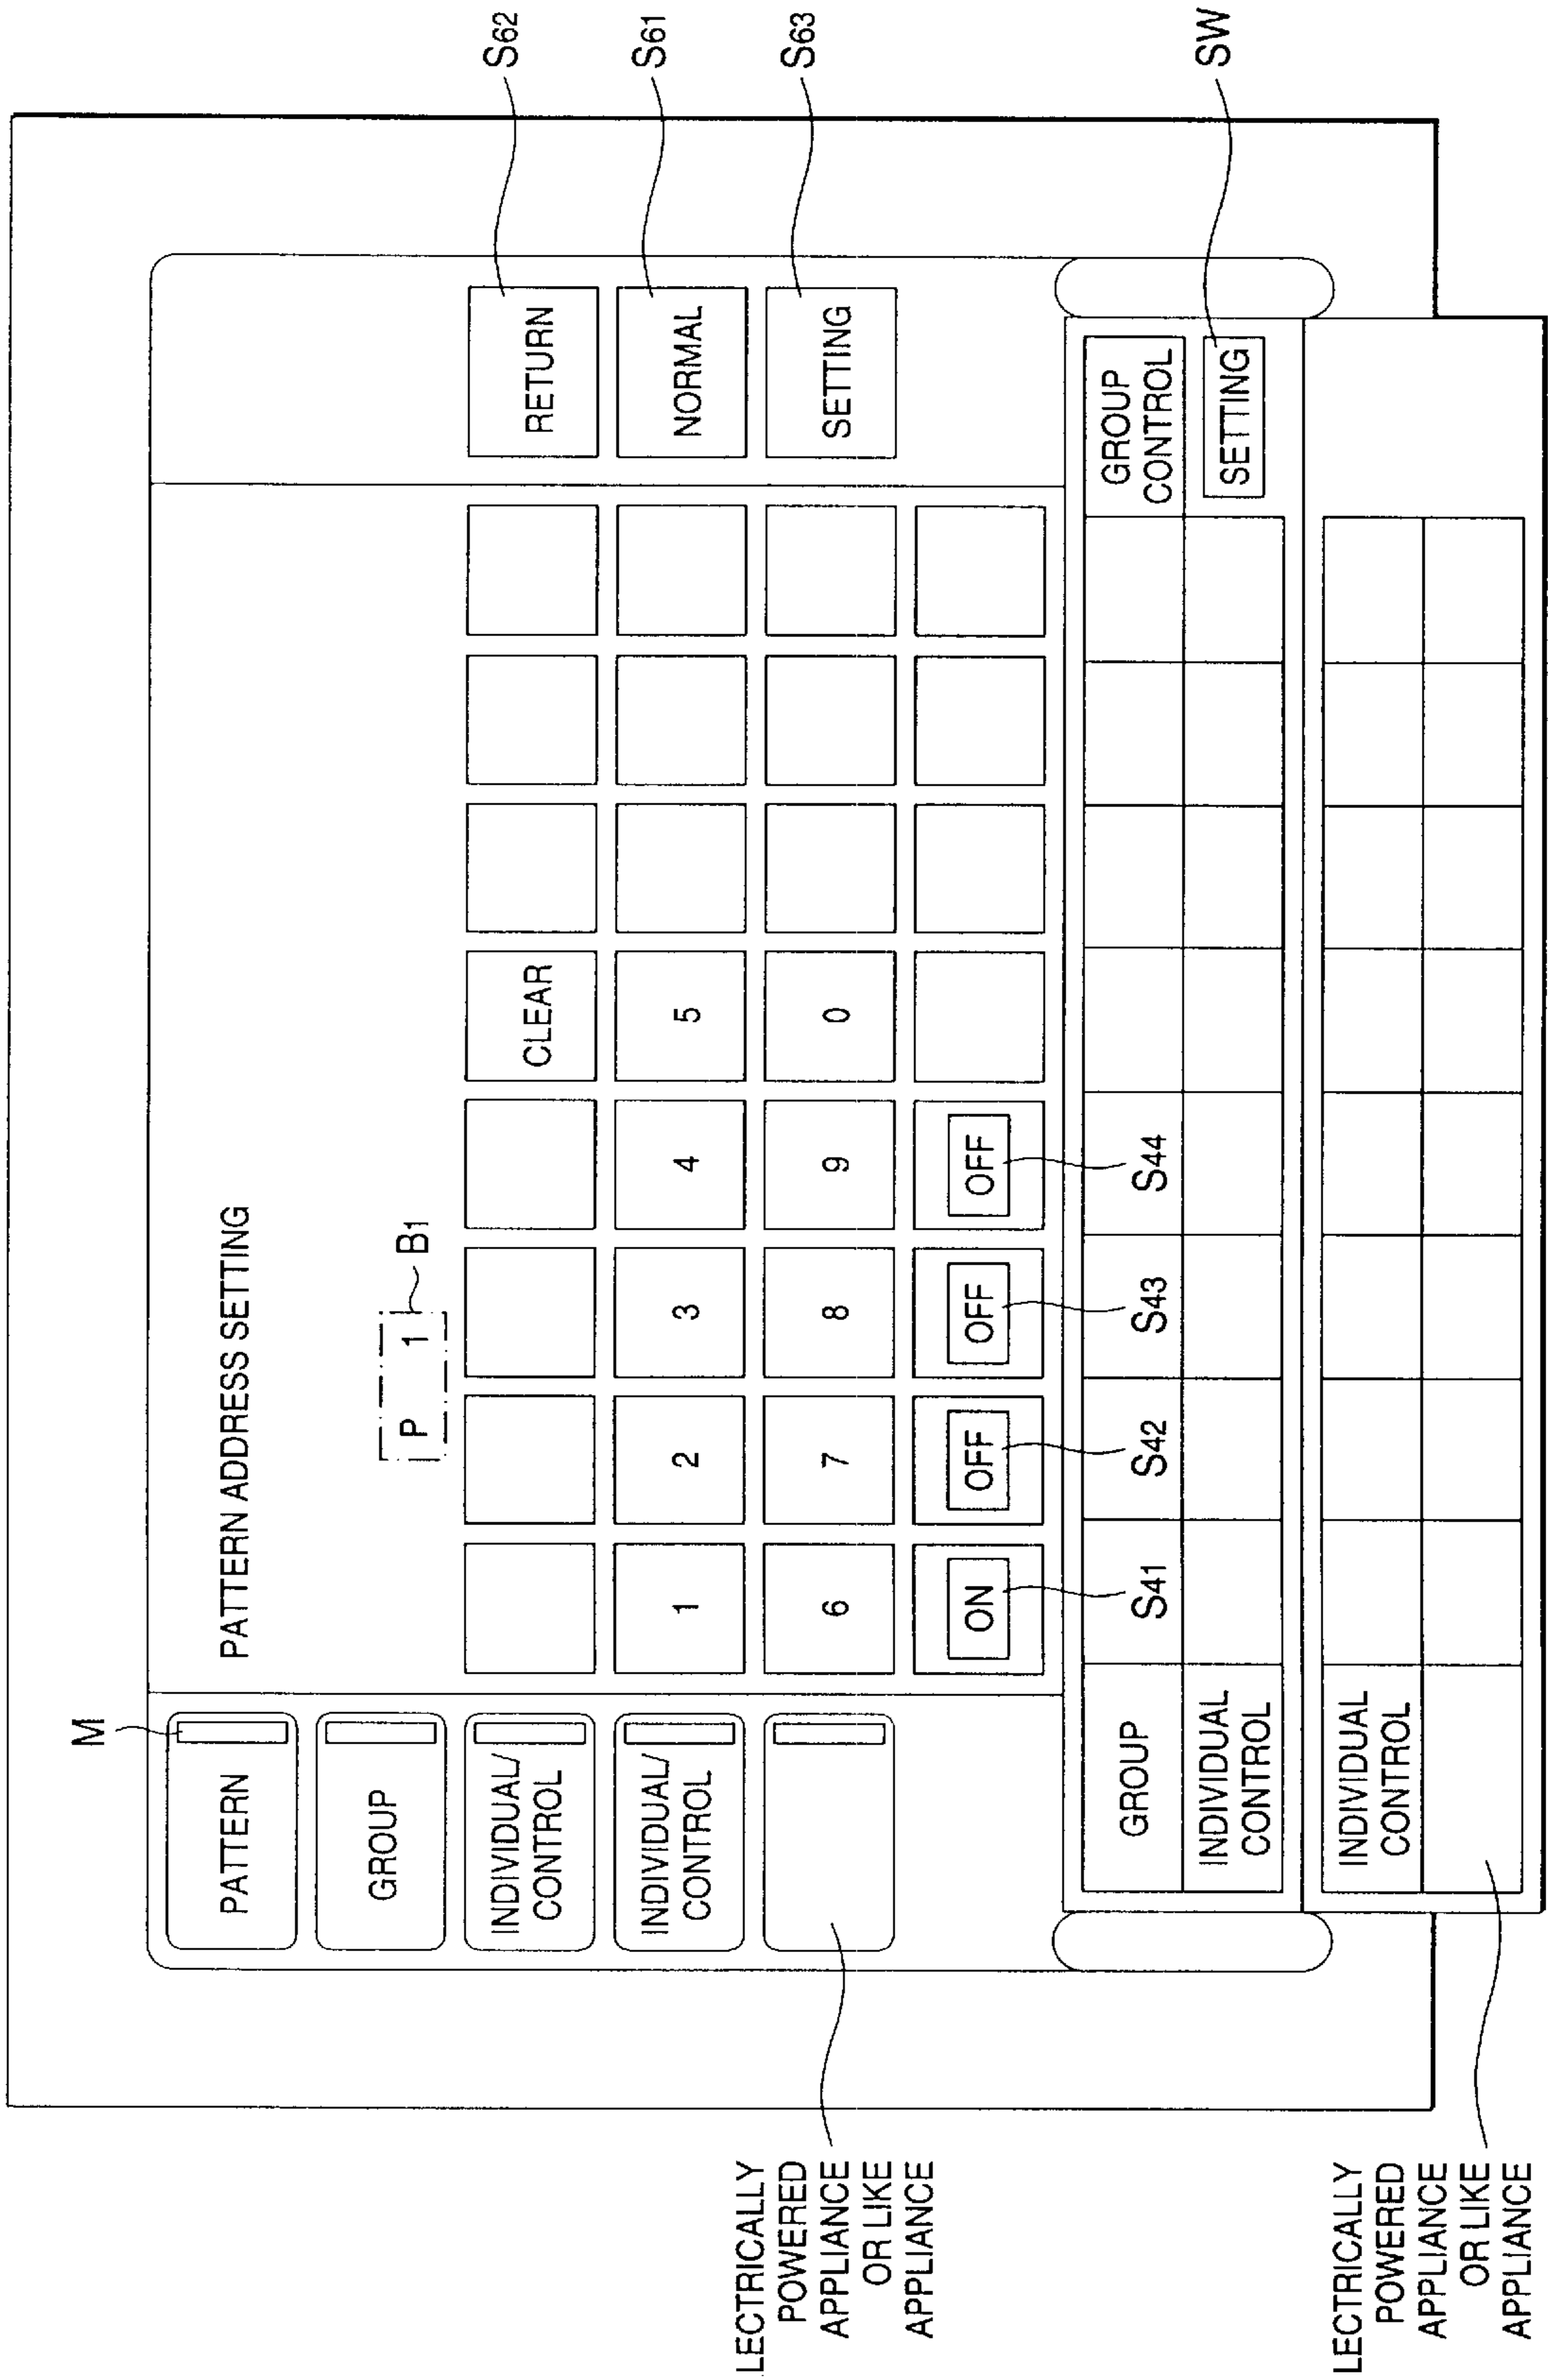 M
PATTERN
PATTERN ADDRESS SETTING
GROUP
P 1
B1
INDIVIDUAL/
CONTROL
CLEAR
RETURN
S62
INDIVIDUAL/
CONTROL
1 2 3 4 5
NORMAL
S61
LECTRICALLY
POWERED
APPLIANCE
OR LIKE
APPLIANCE
6 7 8 9 0
SETTING
S63
ON OFF OFF OFF
GROUP
S41 S42 S43 S44
GROUP
CONTROL
INDIVIDUAL
CONTROL
SETTING
SW
INDIVIDUAL
CONTROL
LECTRICALLY
POWERED
APPLIANCE
OR LIKE
APPLIANCE